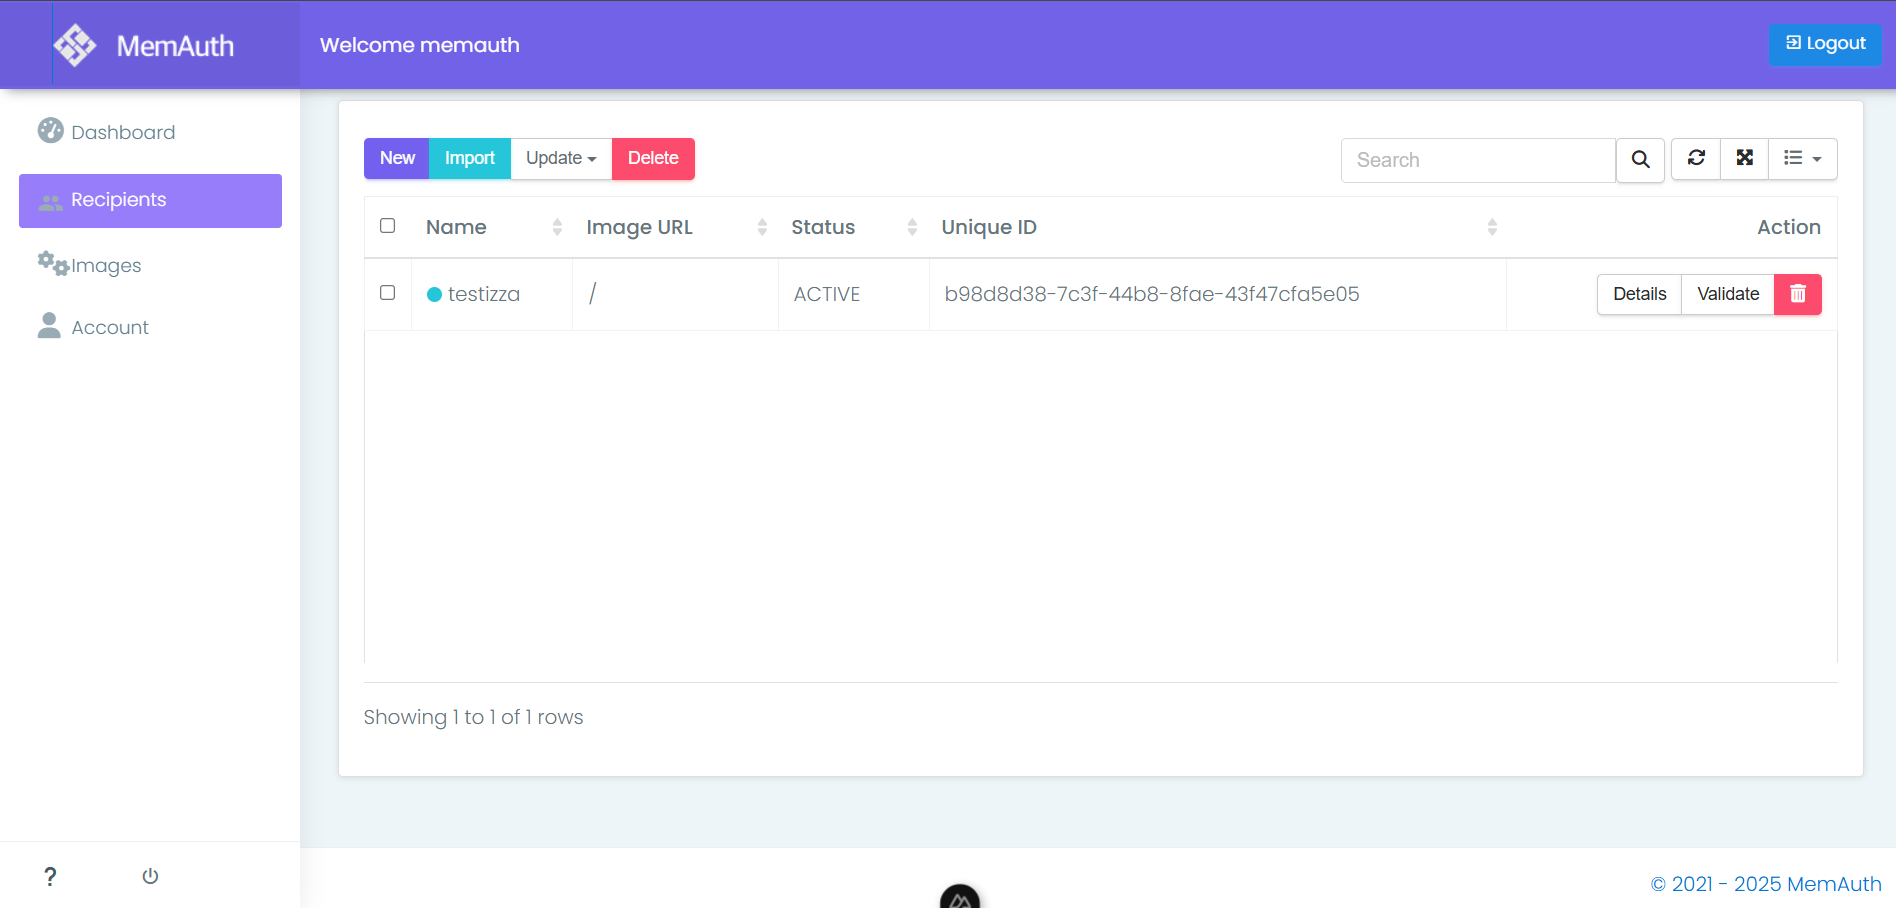 MemAuth
Welcome memauth
Logout
Dashboard
Recipients
Images
Account
New Import Update Delete
Search
Name Image URL Status Unique ID Action
testizza / ACTIVE b98d8d38-7c3f-44b8-8fae-43f47cfa5e05 Details Validate
Showing 1 to 1 of 1 rows
?
© 2021 - 2025 MemAuth